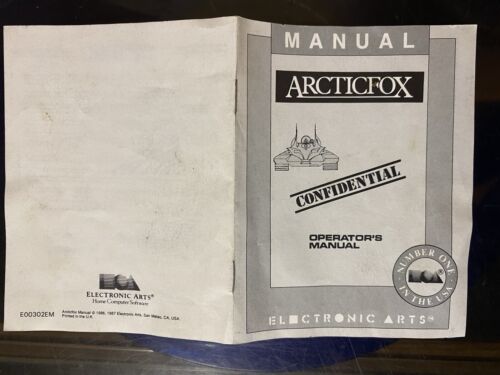 MANUAL
ARCTICFOX
CONFIDENTIAL
OPERATOR'S
MANUAL
NUMBER ONE
IN THE USA
ELECTRONIC ARTS™
ELECTRONIC ARTS®
Home Computer Software
E00302EM
Arcticfox Manual © 1986, 1987 Electronic Arts, San Mateo, CA, USA.
Printed in the U.K.